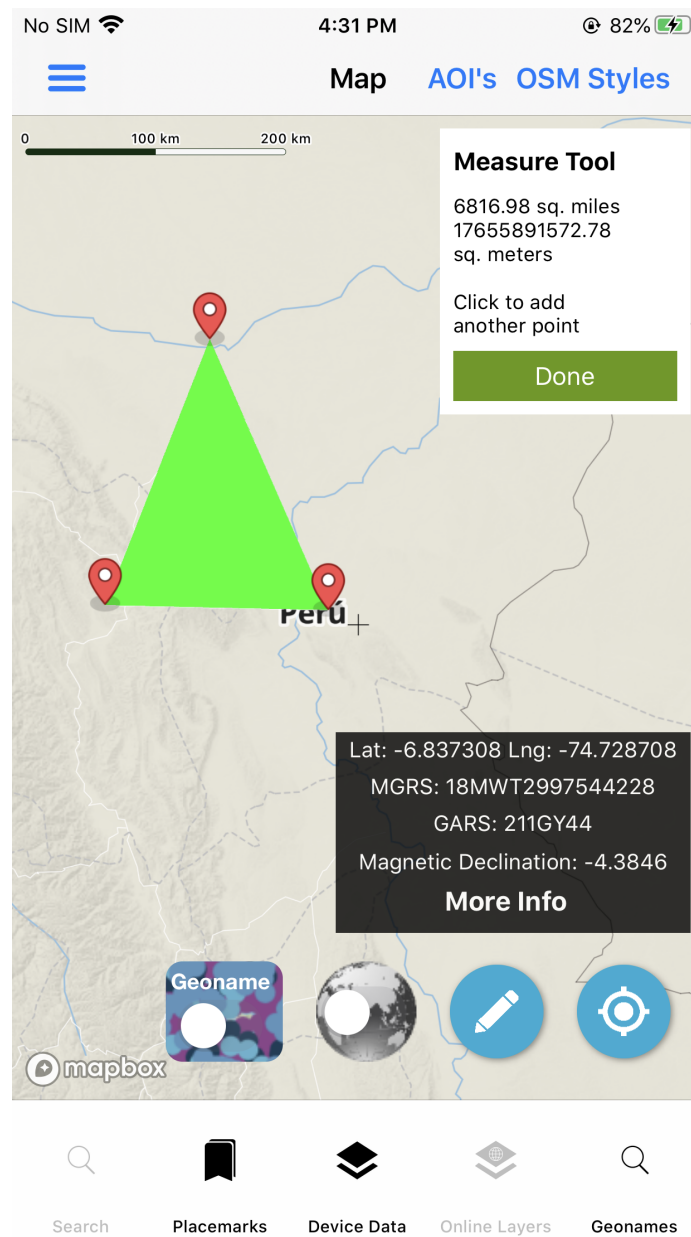 No SIM 4:31 PM 82%
Map AOI's OSM Styles
0 100 km 200 km
Measure Tool
6816.98 sq. miles
17655891572.78
sq. meters
Click to add
another point
Done
Perú
Lat: -6.837308 Lng: -74.728708
MGRS: 18MWT2997544228
GARS: 211GY44
Magnetic Declination: -4.3846
More Info
Geoname
mapbox
Search Placemarks Device Data Online Layers Geonames